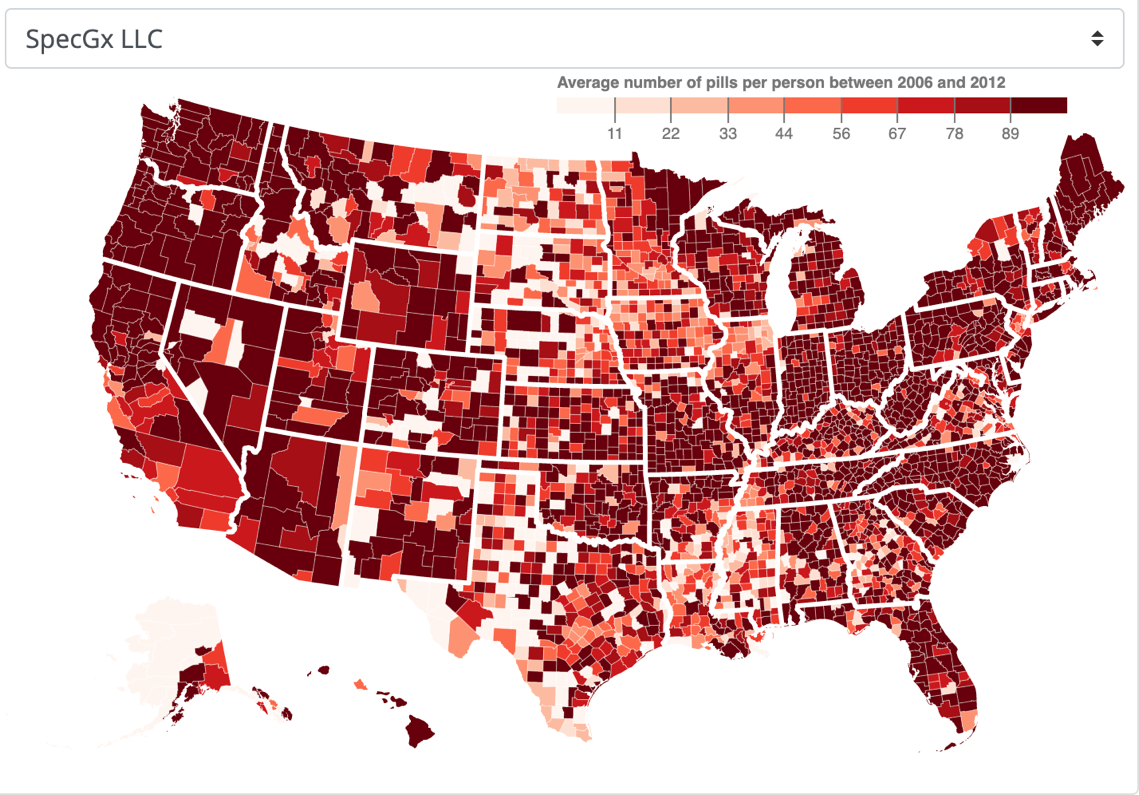 SpecGx LLC
Average number of pills per person between 2006 and 2012
11 22 33 44 56 67 78 89